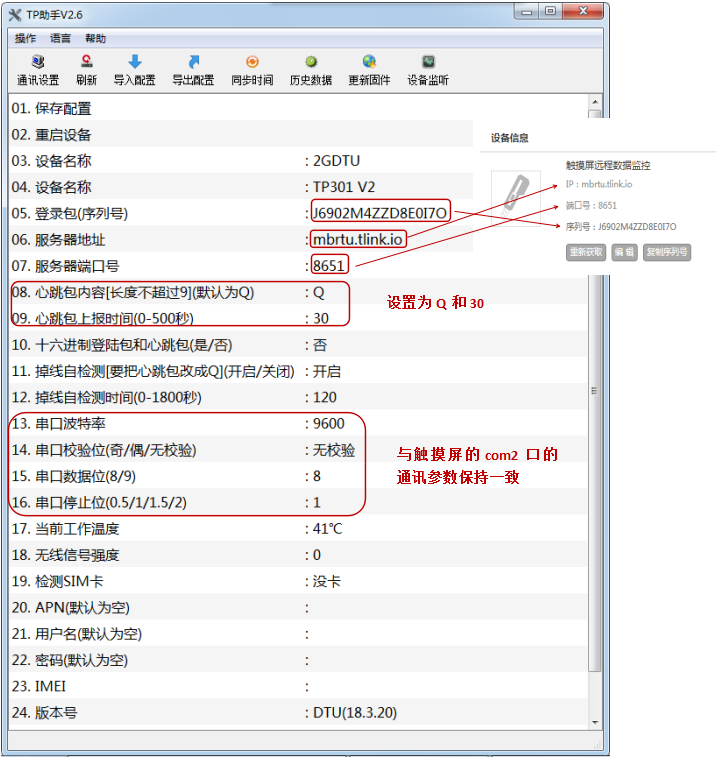 TP助手V2.6
操作 语言 帮助
通讯设置 刷新 导入配置 导出配置 同步时间 历史数据 更新固件 设备监听
01. 保存配置
02. 重启设备
03. 设备名称 : 2GDTU
04. 设备名称 : TP301 V2
05. 登录包(序列号) : J6902M4ZZD8E0I7O
06. 服务器地址 : mbrtu.tlink.io
07. 服务器端口号 : 8651
08. 心跳包内容[长度不超过9](默认为Q) : Q
09. 心跳包上报时间(0-500秒) : 30
10. 十六进制登陆包和心跳包(是/否) : 否
11. 掉线自检测[要把心跳包改成Q](开启/关闭) : 开启
12. 掉线自检测时间(0-1800秒) : 120
13. 串口波特率 : 9600
14. 串口校验位(奇/偶/无校验) : 无校验
15. 串口数据位(8/9) : 8
16. 串口停止位(0.5/1/1.5/2) : 1
17. 当前工作温度 : 41℃
18. 无线信号强度 : 0
19. 检测SIM卡 : 没卡
20. APN(默认为空) :
21. 用户名(默认为空) :
22. 密码(默认为空) :
23. IMEI :
24. 版本号 : DTU(18.3.20)
设备信息
触摸屏远程数据监控
IP : mbrtu.tlink.io
端口号 : 8651
序列号 : J6902M4ZZD8E0I7O
重新获取 编 辑 复制序列号
设置为 Q 和 30
与触摸屏的 com2 口的
通讯参数保持一致